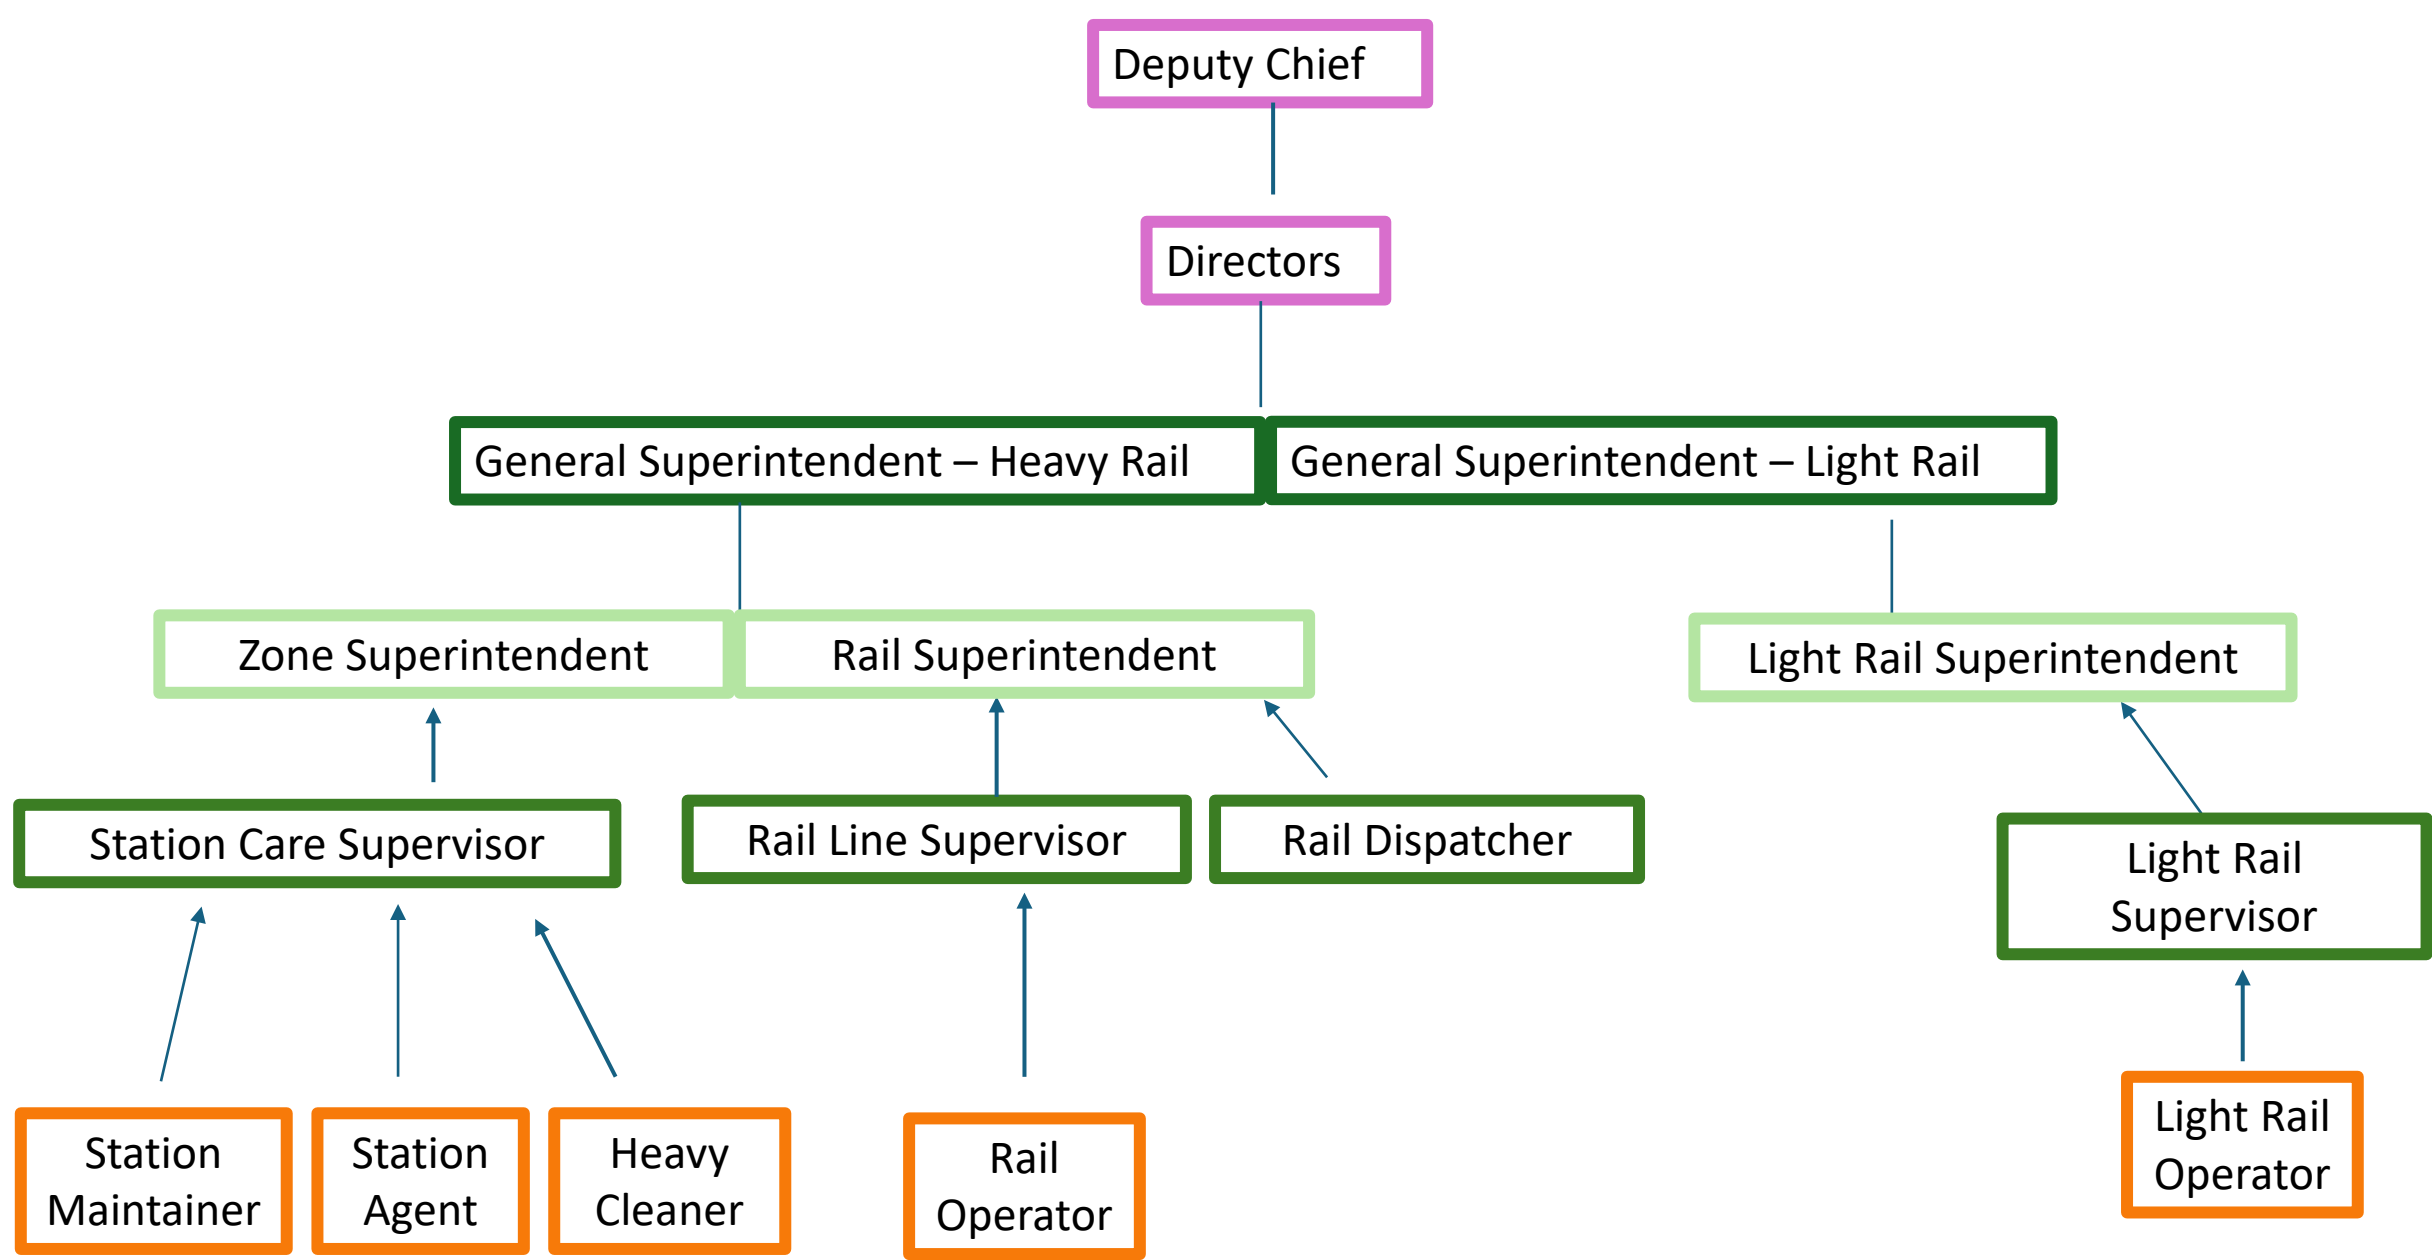 Deputy Chief
Directors
General Superintendent – Heavy Rail
General Superintendent – Light Rail
Zone Superintendent
Rail Superintendent
Light Rail Superintendent
Station Care Supervisor
Rail Line Supervisor
Rail Dispatcher
Light Rail
Supervisor
Station
Maintainer
Station
Agent
Heavy
Cleaner
Rail
Operator
Light Rail
Operator